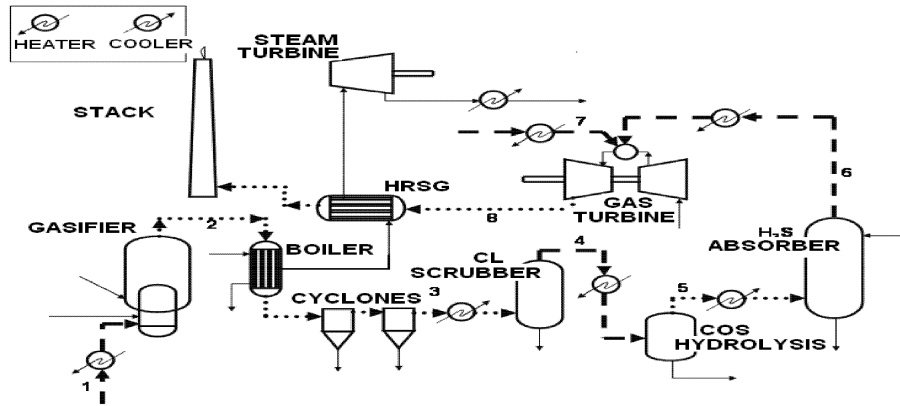 HEATER COOLER
STEAM
TURBINE
STACK
7
6
HRSG
GAS
TURBINE
8
GASIFIER
2
BOILER
H₂S
ABSORBER
4
CL
SCRUBBER
CYCLONES
3
5
COS
HYDROLYSIS
1